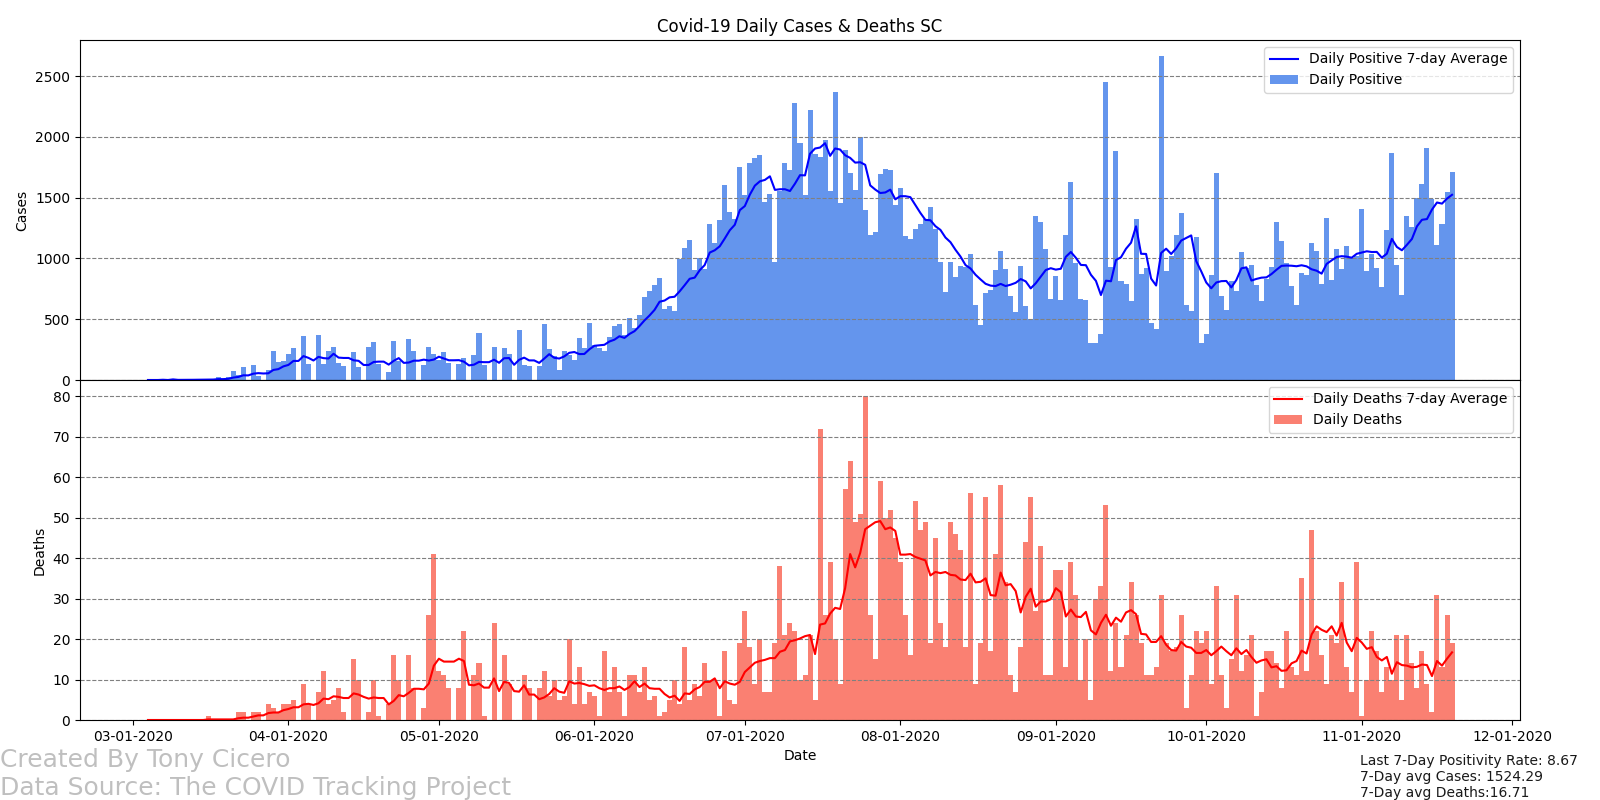 Covid-19 Daily Cases & Deaths SC
Daily Positive 7-day Average
Daily Positive
2500
2000
1500
1000
500
0
Cases
Daily Deaths 7-day Average
Daily Deaths
80
70
60
50
40
30
20
10
0
Deaths
03-01-2020 04-01-2020 05-01-2020 06-01-2020 07-01-2020 08-01-2020 09-01-2020 10-01-2020 11-01-2020 12-01-2020
Date
Created By Tony Cicero
Data Source: The COVID Tracking Project
Last 7-Day Positivity Rate: 8.67
7-Day avg Cases: 1524.29
7-Day avg Deaths:16.71